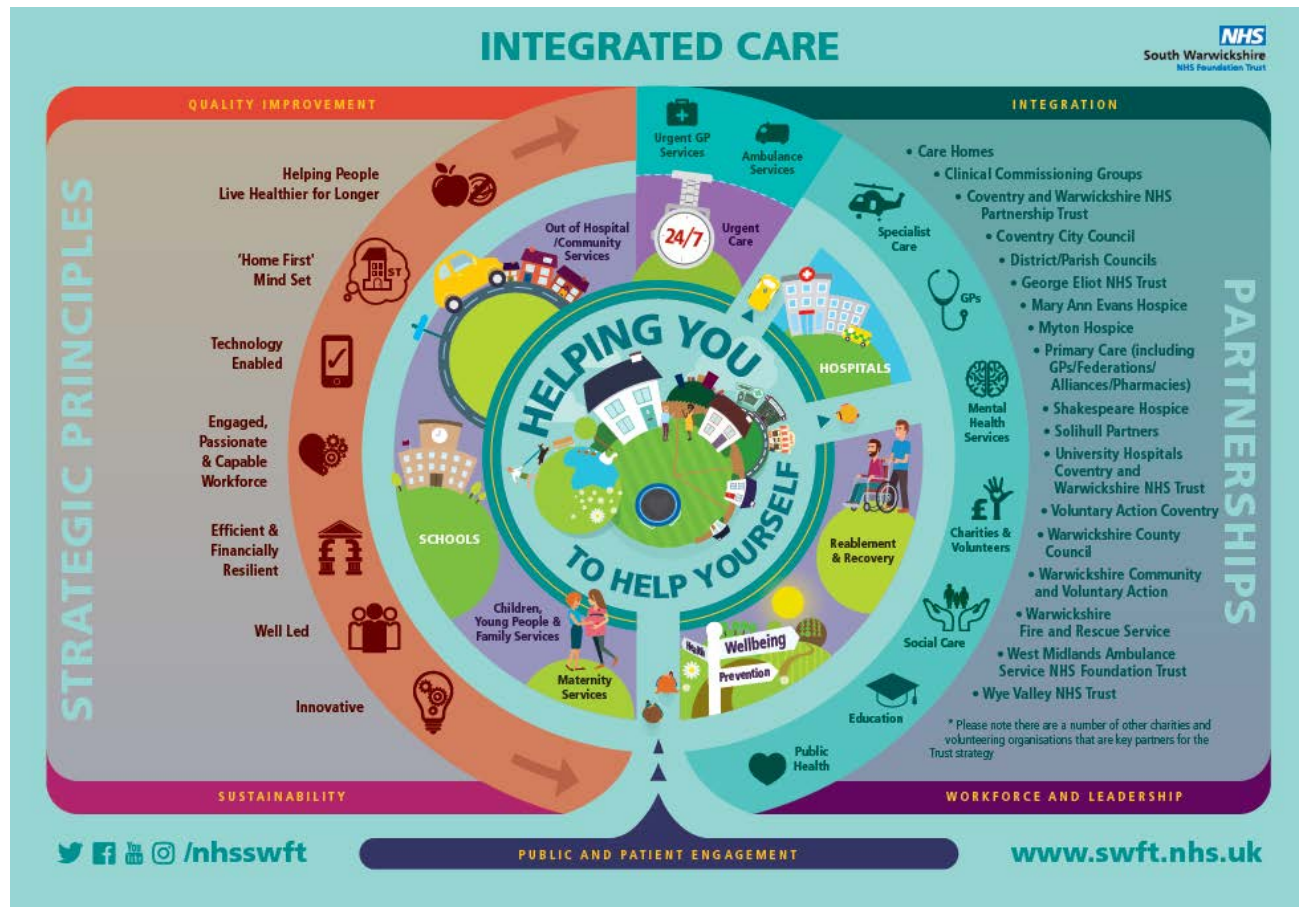 INTEGRATED CARE
NHS
South Warwickshire
NHS Foundation Trust
QUALITY IMPROVEMENT
INTEGRATION
STRATEGIC PRINCIPLES
Helping People
Live Healthier for Longer
'Home First'
Mind Set
ST
Technology
Enabled
Engaged,
Passionate
& Capable
Workforce
Efficient &
Financially
Resilient
££
Well Led
Innovative
Urgent GP
Services
Ambulance
Services
Out of Hospital
/Community
Services
24/7
Urgent
Care
HOSPITALS
HELPING YOU
TO HELP YOURSELF
SCHOOLS
Children,
Young People &
Family Services
Maternity
Services
Reablement
& Recovery
Health
Wellbeing
Prevention
Specialist
Care
GPs
Mental
Health
Services
£
Charities &
Volunteers
Social Care
Education
Public
Health
• Care Homes
• Clinical Commissioning Groups
• Coventry and Warwickshire NHS
Partnership Trust
• Coventry City Council
• District/Parish Councils
• George Eliot NHS Trust
• Mary Ann Evans Hospice
• Myton Hospice
• Primary Care (including
GPs/Federations/
Alliances/Pharmacies)
• Shakespeare Hospice
• Solihull Partners
• University Hospitals
Coventry and
Warwickshire NHS Trust
• Voluntary Action Coventry
• Warwickshire County
Council
• Warwickshire Community
and Voluntary Action
• Warwickshire
Fire and Rescue Service
• West Midlands Ambulance
Service NHS Foundation Trust
• Wye Valley NHS Trust
* Please note there are a number of other charities and
volunteering organisations that are key partners for the
Trust strategy
PARTNERSHIPS
SUSTAINABILITY
WORKFORCE AND LEADERSHIP
You
Tube
/nhsswft
PUBLIC AND PATIENT ENGAGEMENT
www.swft.nhs.uk